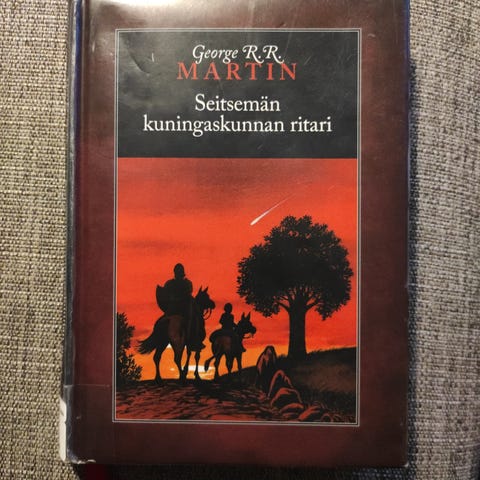 George R.R.
MARTIN
Seitsemän
kuningaskunnan ritari